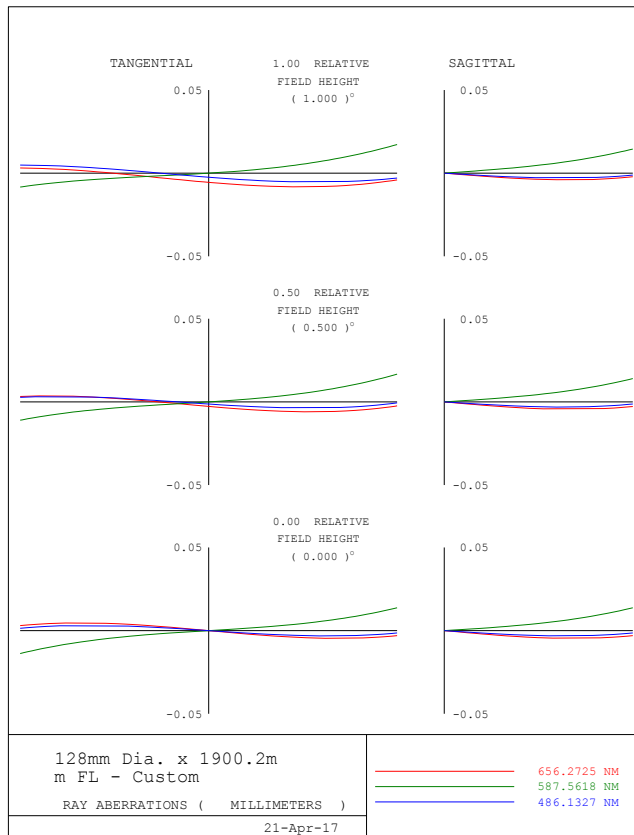 TANGENTIAL
1.00 RELATIVE
FIELD HEIGHT
( 1.000 )°
SAGITTAL
0.05
0.05
-0.05
-0.05
0.50 RELATIVE
FIELD HEIGHT
( 0.500 )°
0.05
0.05
-0.05
-0.05
0.00 RELATIVE
FIELD HEIGHT
( 0.000 )°
0.05
0.05
-0.05
-0.05
128mm Dia. x 1900.2m
m FL - Custom
RAY ABERRATIONS ( MILLIMETERS )
21-Apr-17
656.2725 NM
587.5618 NM
486.1327 NM